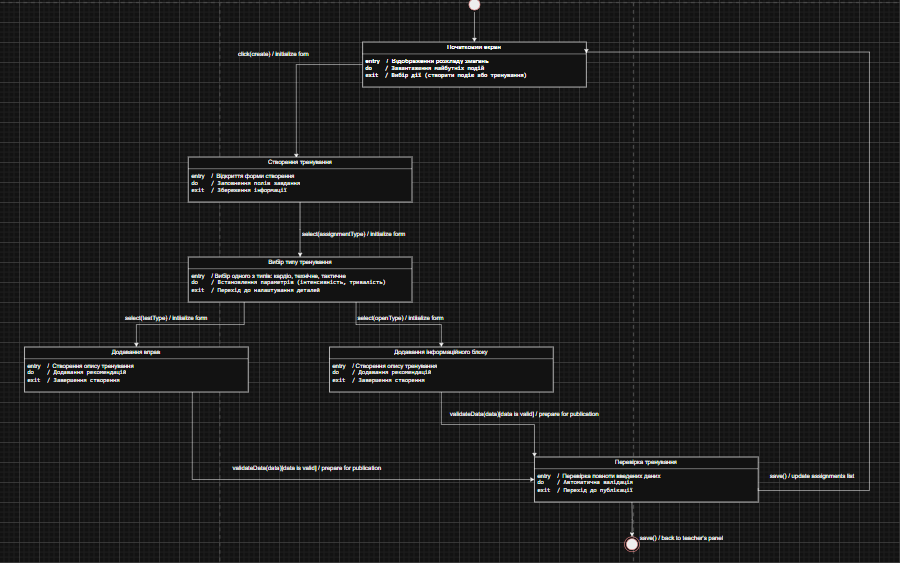 Початковий екран
click(create) / Initialize form
entry / Відображення розкладу змагань
do / Завантаження майбутніх подій
exit / Вибір дії (створити подію або тренування)
Створення тренування
entry / Відкриття форми створення
do / Заповнення полів завдання
exit / Збереження інформації
select(assignmentType) / initialize form
Вибір типу тренування
entry / Вибір одного з типів: кардіо, технічне, тактичне
do / Встановлення параметрів (інтенсивність, тривалість)
exit / Перехід до налаштування деталей
select(testType) / initialize form
select(openType) / initialize form
Додавання вправ
entry / Створення опису тренування
do / Додавання рекомендацій
exit / Завершення створення
Додавання інформаційного блоку
entry / Створення опису тренування
do / Додавання рекомендацій
exit / Завершення створення
validateData(data)[data is valid] / prepare for publication
validateData(data)[data is valid] / prepare for publication
Перевірка тренування
entry / Перевірка повноти введених даних
do / Автоматична валідація
exit / Перехід до публікації
save() / update assignments list
save() / back to teacher's panel